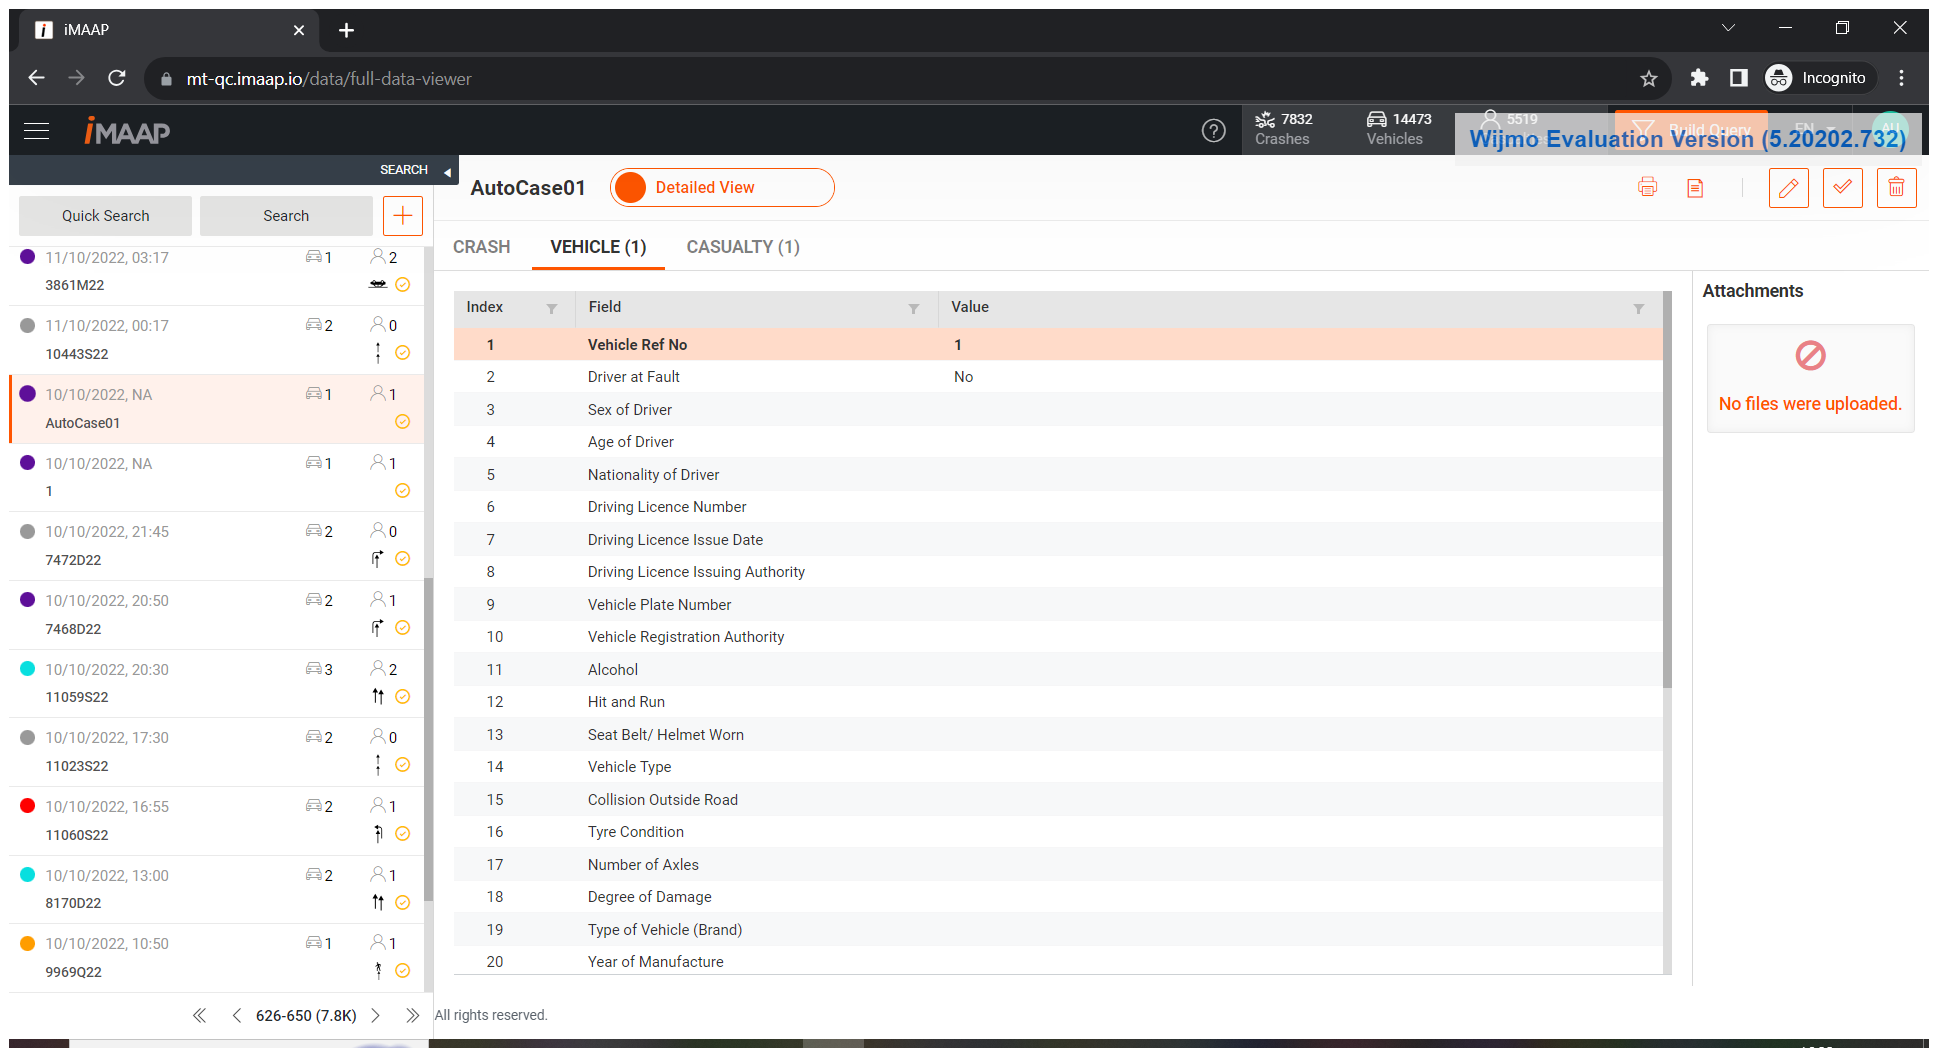 iMAAP
mt-qc.imaap.io/data/full-data-viewer
Incognito
iMAAP
7832
Crashes
14473
Vehicles
5519
Build Query
EN
AU
Wijmo Evaluation Version (5.20202.732)
SEARCH
Quick Search
Search
11/10/2022, 03:17 1 2
3861M22
11/10/2022, 00:17 2 0
10443S22
10/10/2022, NA 1 1
AutoCase01
10/10/2022, NA 1 1
1
10/10/2022, 21:45 2 0
7472D22
10/10/2022, 20:50 2 1
7468D22
10/10/2022, 20:30 3 2
11059S22
10/10/2022, 17:30 2 0
11023S22
10/10/2022, 16:55 2 1
11060S22
10/10/2022, 13:00 2 1
8170D22
10/10/2022, 10:50 1 1
9969Q22
626-650 (7.8K)
AutoCase01
Detailed View
CRASH
VEHICLE (1)
CASUALTY (1)
Index Field Value
1 Vehicle Ref No 1
2 Driver at Fault No
3 Sex of Driver
4 Age of Driver
5 Nationality of Driver
6 Driving Licence Number
7 Driving Licence Issue Date
8 Driving Licence Issuing Authority
9 Vehicle Plate Number
10 Vehicle Registration Authority
11 Alcohol
12 Hit and Run
13 Seat Belt/ Helmet Worn
14 Vehicle Type
15 Collision Outside Road
16 Tyre Condition
17 Number of Axles
18 Degree of Damage
19 Type of Vehicle (Brand)
20 Year of Manufacture
Attachments
No files were uploaded.
All rights reserved.